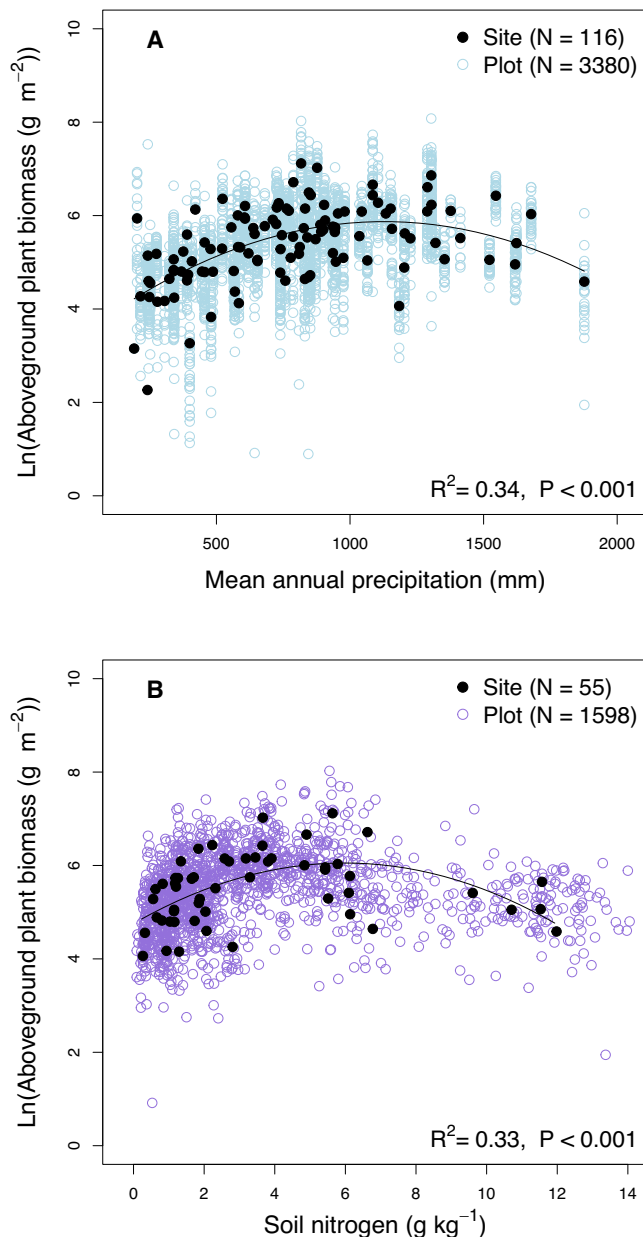 A
Site (N = 116)
Plot (N = 3380)
Ln(Aboveground plant biomass (g m⁻²))
10
8
6
4
2
0
R²= 0.34, P < 0.001
500 1000 1500 2000
Mean annual precipitation (mm)
B
Site (N = 55)
Plot (N = 1598)
Ln(Aboveground plant biomass (g m⁻²))
10
8
6
4
2
0
R²= 0.33, P < 0.001
0 2 4 6 8 10 12 14
Soil nitrogen (g kg⁻¹)